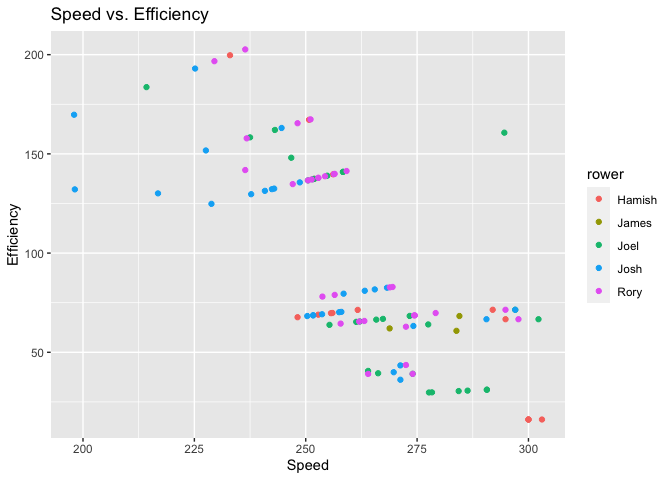 Speed vs. Efficiency
200
150
100
50
Efficiency
200
225
250
275
300
Speed
rower
Hamish
James
Joel
Josh
Rory